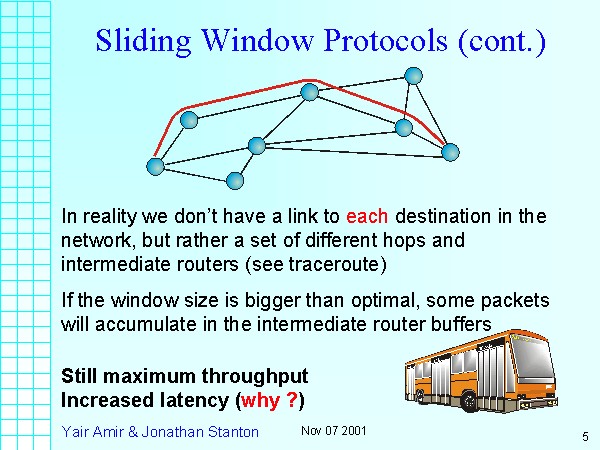 Sliding Window Protocols (cont. )
In reality we don't have a link to each destination in the
network, but rather a set of different hops and
intermediate routers (see traceroute)
If the window size is bigger than optimal, some packets
will accumulate in the intermediate router buffers
Still maximum throughput
Increased latency (why ?)
Yair Amir & Jonathan Stanton
Nov 07 2001
5